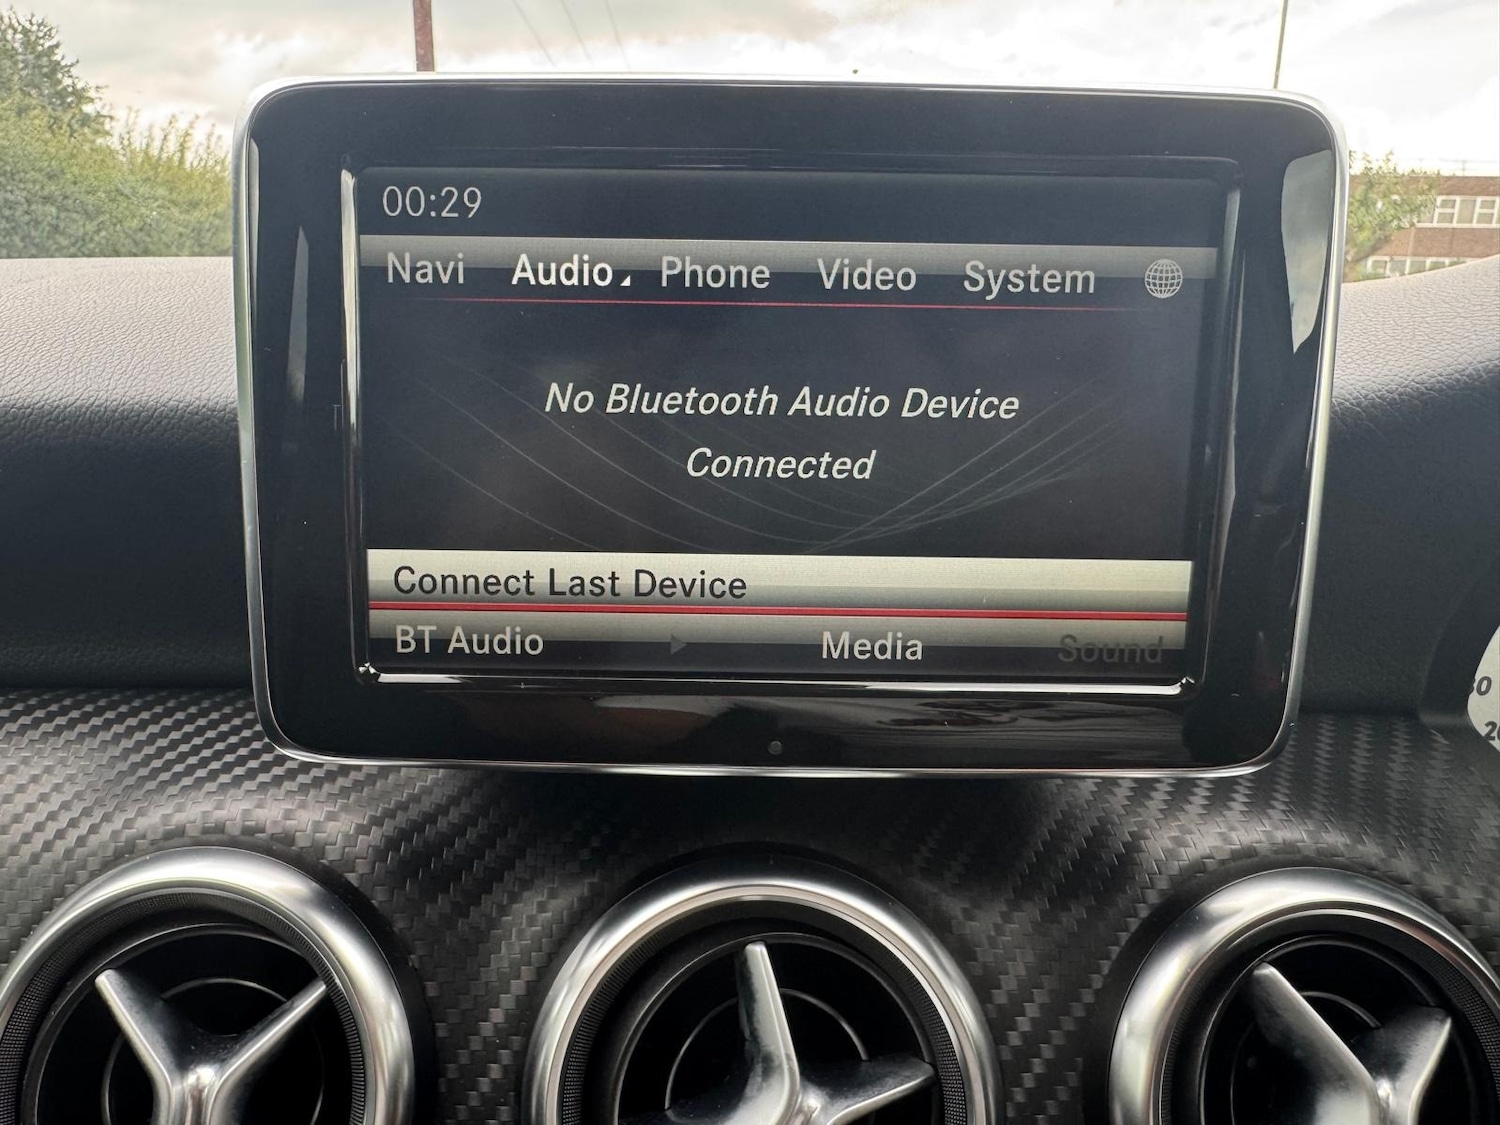 00:29
Navi Audio Phone Video System
No Bluetooth Audio Device
Connected
Connect Last Device
BT Audio Media Sound